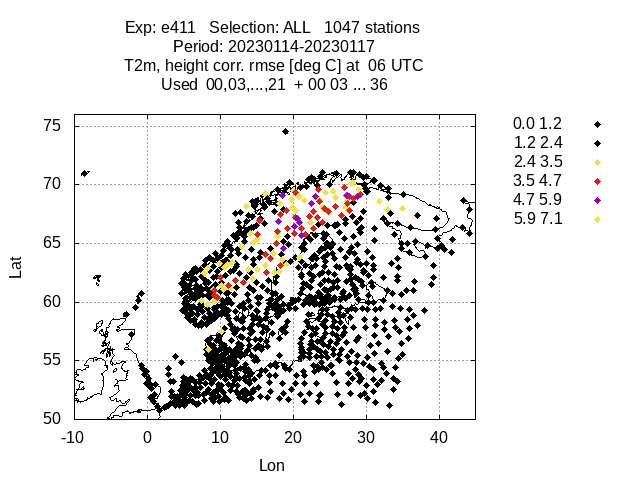 Exp: e411   Selection: ALL   1047 stations
Period: 20230114-20230117
T2m, height corr. rmse [deg C] at  06 UTC
Used  00,03,...,21  + 00 03 ... 36
75
70
65
60
55
50
-10 0 10 20 30 40
Lat
Lon
0.0 1.2
1.2 2.4
2.4 3.5
3.5 4.7
4.7 5.9
5.9 7.1